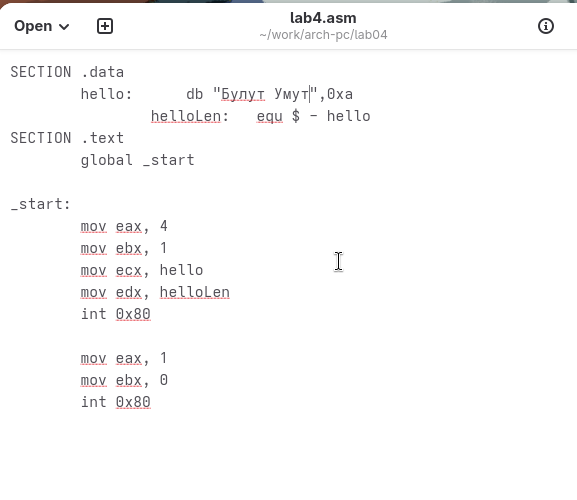 Open
lab4.asm
~/work/arch-pc/lab04
SECTION .data
hello: db "Булут Умут",0xa
helloLen: equ $ - hello
SECTION .text
global _start
_start:
mov eax, 4
mov ebx, 1
mov ecx, hello
mov edx, helloLen
int 0x80
mov eax, 1
mov ebx, 0
int 0x80